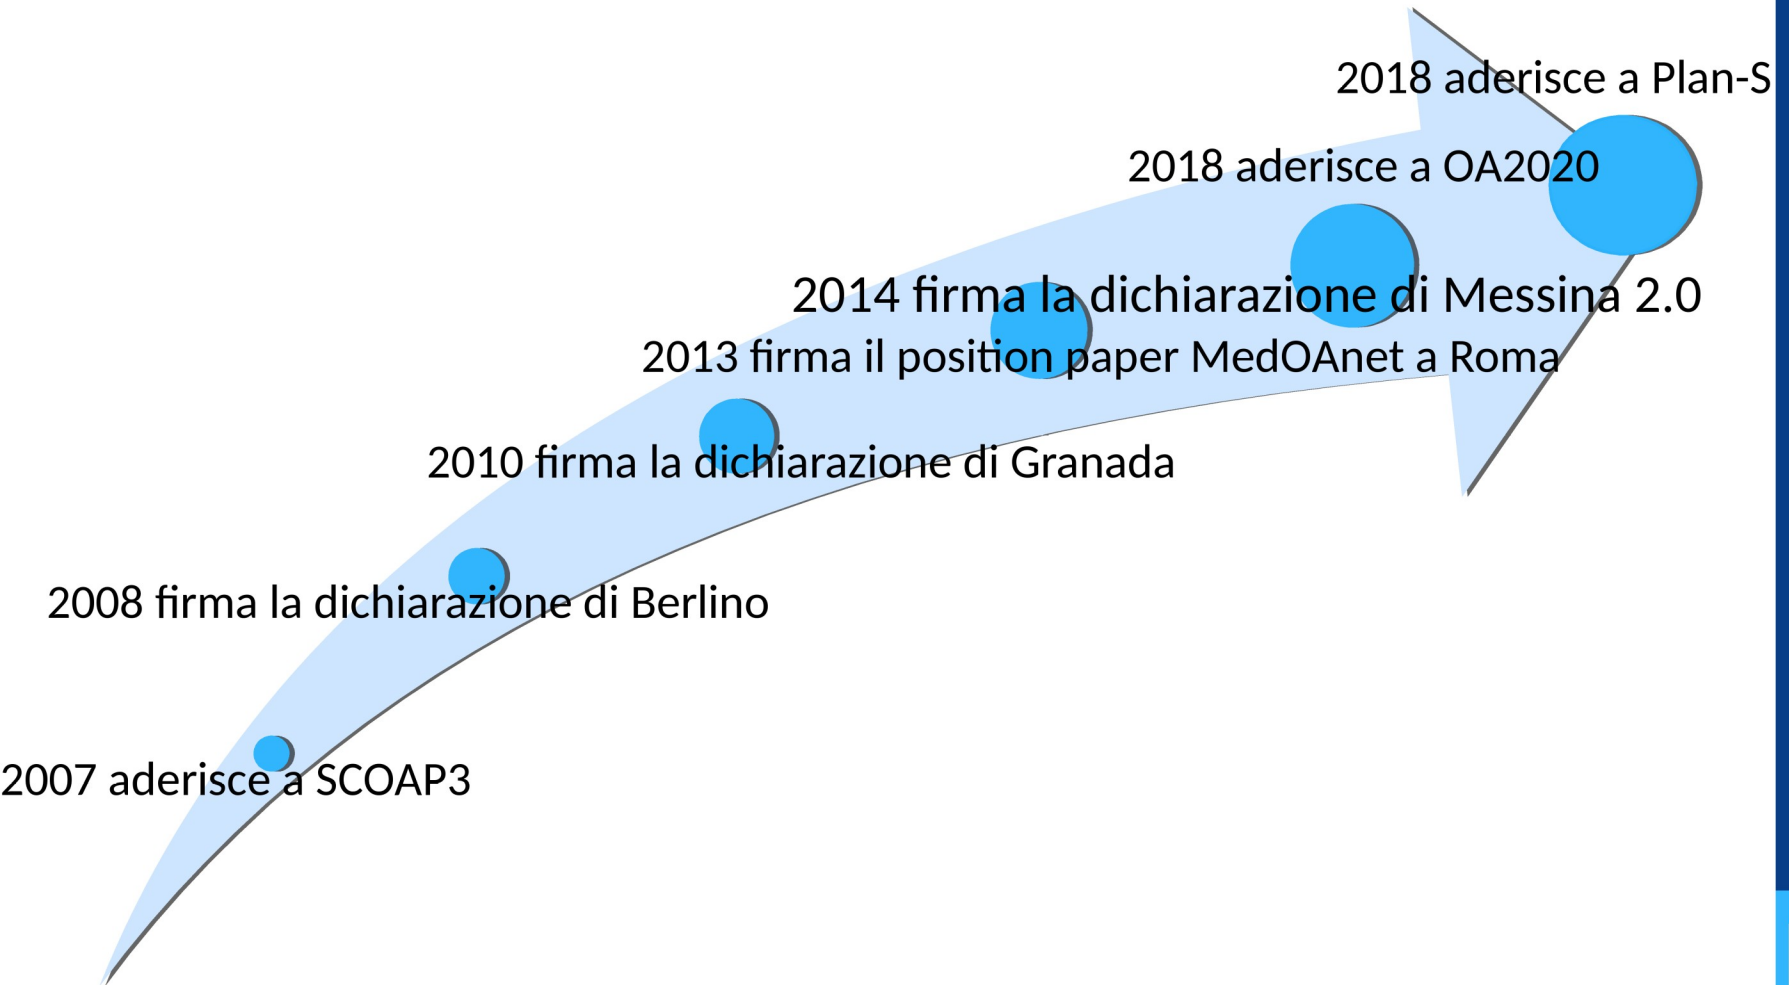 2018 aderisce a Plan-S
2018 aderisce a OA2020
2014 firma la dichiarazione di Messina 2.0
2013 firma il position paper MedOAnet a Roma
2010 firma la dichiarazione di Granada
2008 firma la dichiarazione di Berlino
2007 aderisce a SCOAP3